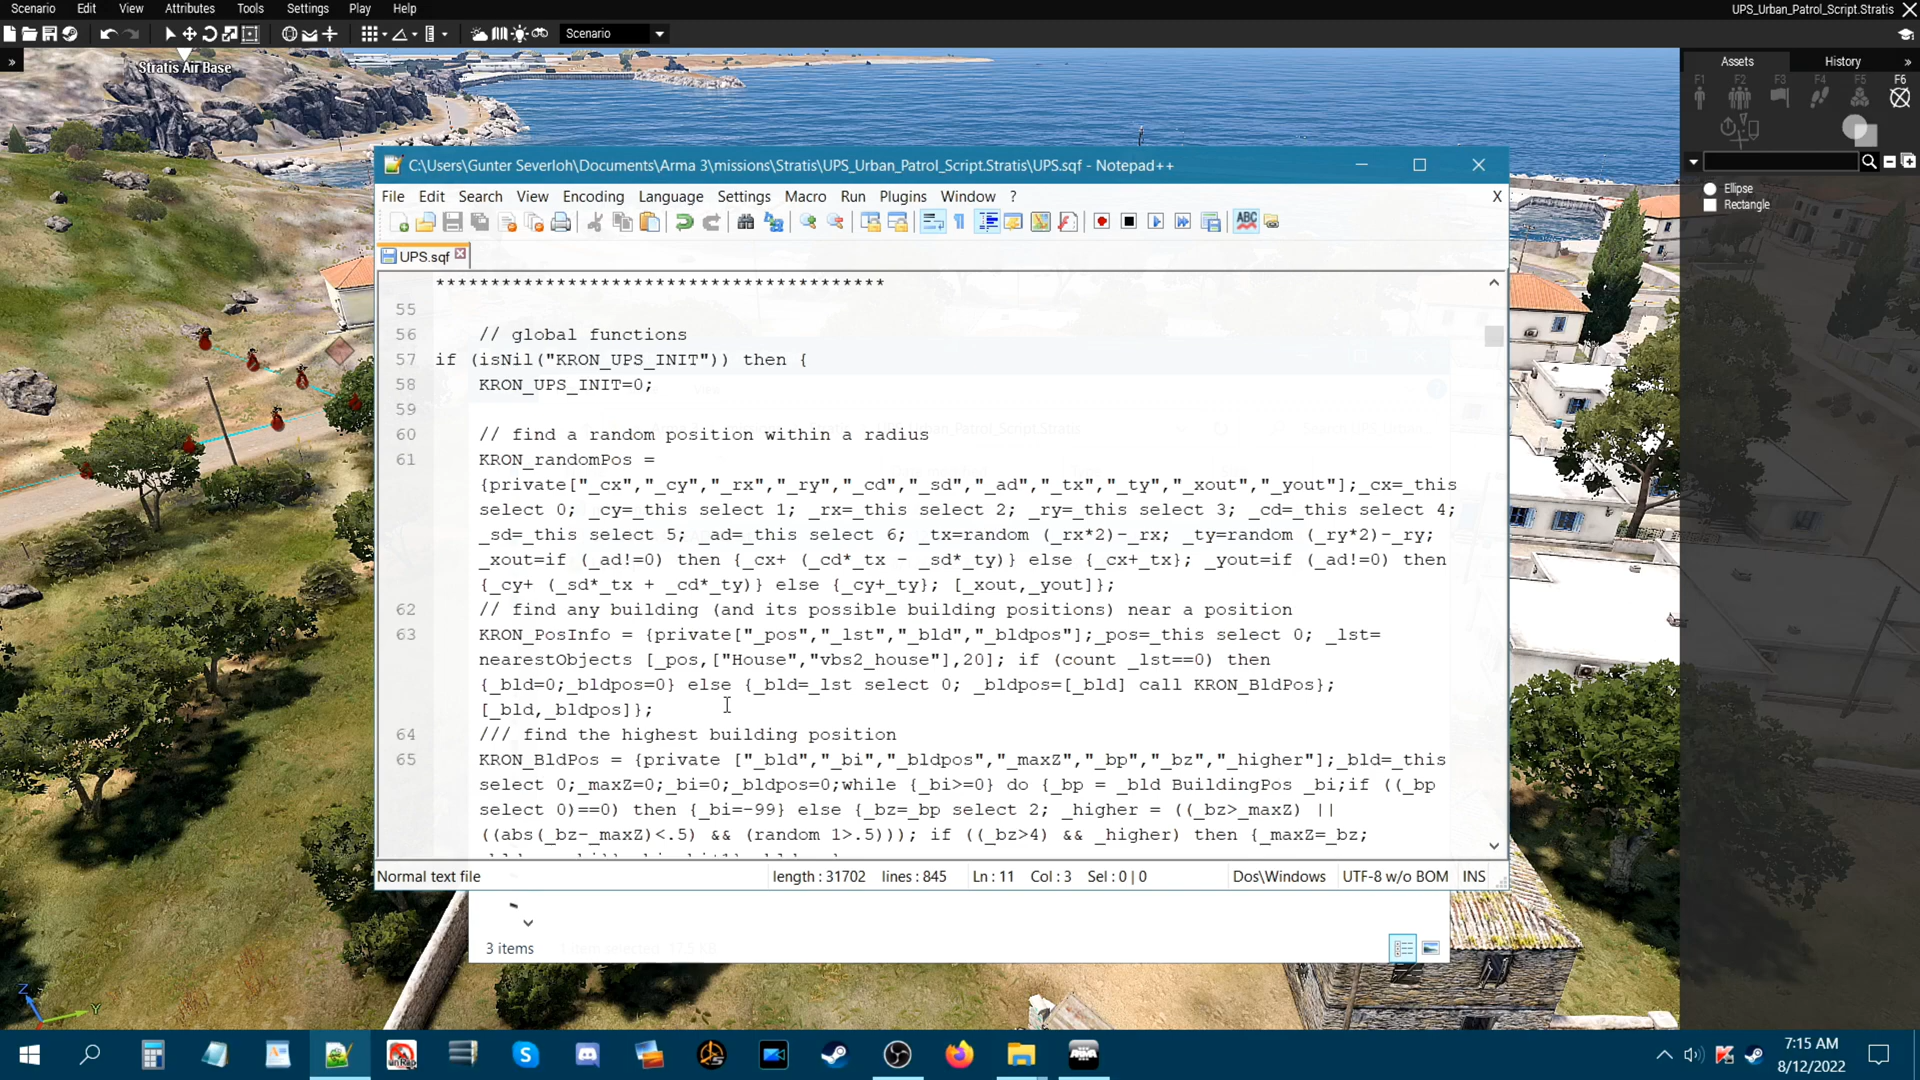 Scenario Edit View Attributes Tools Settings Play Help
UPS_Urban_Patrol_Script.Stratis
Scenario
Stratis Air Base
Assets History
F1 F2 F3 F4 F5 F6
Ellipse
Rectangle
C:\Users\Gunter Severloh\Documents\Arma 3\missions\Stratis\UPS_Urban_Patrol_Script.Stratis\UPS.sqf - Notepad++
File Edit Search View Encoding Language Settings Macro Run Plugins Window ? X
ABC
UPS.sqf
*****************************************
55
56 // global functions
57 if (isNil("KRON_UPS_INIT")) then {
58 KRON_UPS_INIT=0;
59
60 // find a random position within a radius
61 KRON_randomPos =
{private["_cx","_cy","_rx","_ry","_cd","_sd","_ad","_tx","_ty","_xout","_yout"];_cx=_this
select 0; _cy=_this select 1; _rx=_this select 2; _ry=_this select 3; _cd=_this select 4;
_sd=_this select 5; _ad=_this select 6; _tx=random (_rx*2)-_rx; _ty=random (_ry*2)-_ry;
_xout=if (_ad!=0) then {_cx+ (_cd*_tx - _sd*_ty)} else {_cx+_tx}; _yout=if (_ad!=0) then
{_cy+ (_sd*_tx + _cd*_ty)} else {_cy+_ty}; [_xout,_yout]};
62 // find any building (and its possible building positions) near a position
63 KRON_PosInfo = {private["_pos","_lst","_bld","_bldpos"];_pos=_this select 0; _lst=
nearestObjects [_pos,["House","vbs2_house"],20]; if (count _lst==0) then
{_bld=0;_bldpos=0} else {_bld=_lst select 0; _bldpos=[_bld] call KRON_BldPos};
[_bld,_bldpos]};
64 /// find the highest building position
65 KRON_BldPos = {private ["_bld","_bi","_bldpos","_maxZ","_bp","_bz","_higher"];_bld=_this
select 0;_maxZ=0;_bi=0;_bldpos=0;while {_bi>=0} do {_bp = _bld BuildingPos _bi;if ((_bp
select 0)==0) then {_bi=-99} else {_bz=_bp select 2; _higher = ((_bz>_maxZ) ||
((abs(_bz-_maxZ)<.5) && (random 1>.5))); if ((_bz>4) && _higher) then {_maxZ=_bz;
Normal text file length : 31702 lines : 845 Ln : 11 Col : 3 Sel : 0 | 0 Dos\Windows UTF-8 w/o BOM INS
3 items
Z
Y
7:15 AM
8/12/2022